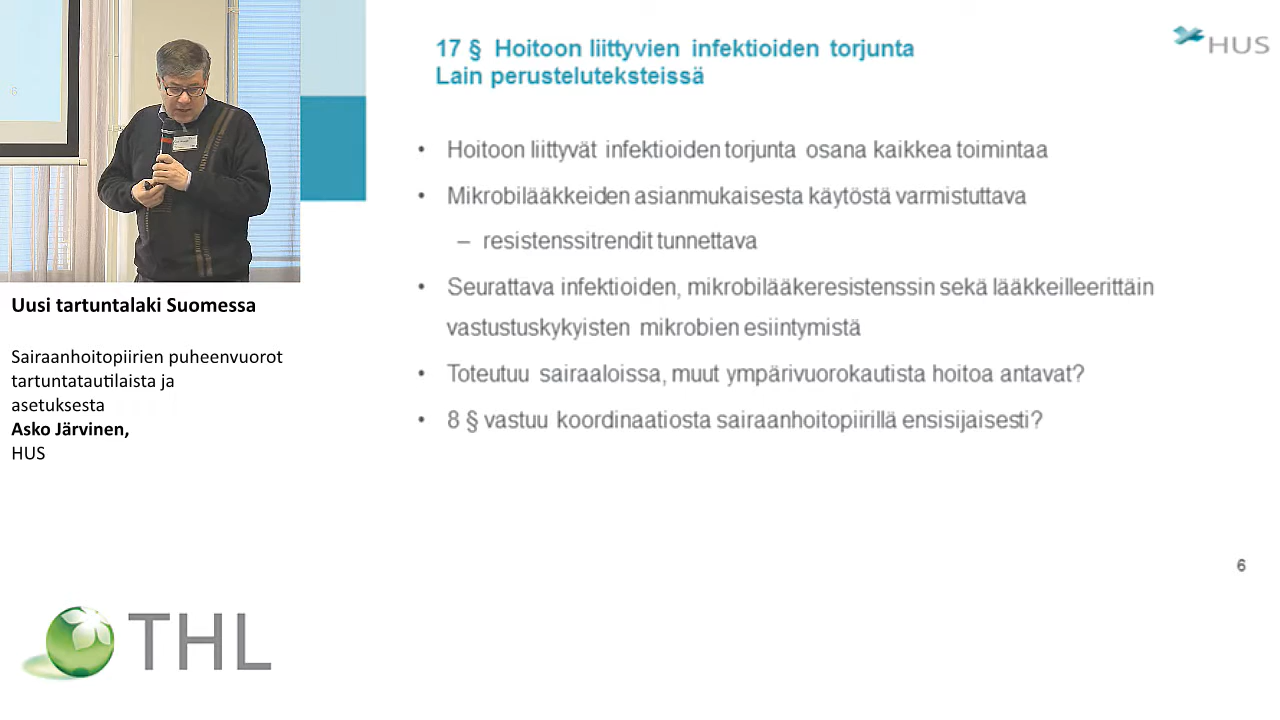 Uusi tartuntalaki Suomessa
Sairaanhoitopiirien puheenvuorot
tartuntatautilaista ja
asetuksesta
Asko Järvinen,
HUS
THL
17 § Hoitoon liittyvien infektioiden torjunta
Lain perusteluteksteissä
HUS
• Hoitoon liittyvät infektioiden torjunta osana kaikkea toimintaa
• Mikrobilääkkeiden asianmukaisesta käytöstä varmistuttava
– resistenssitrendit tunnettava
• Seurattava infektioiden, mikrobilääkeresistenssin sekä lääkkeilleerittäin
vastustuskykyisten mikrobien esiintymistä
• Toteutuu sairaaloissa, muut ympärivuorokautista hoitoa antavat?
• 8 § vastuu koordinaatiosta sairaanhoitopiirillä ensisijaisesti?
6
6